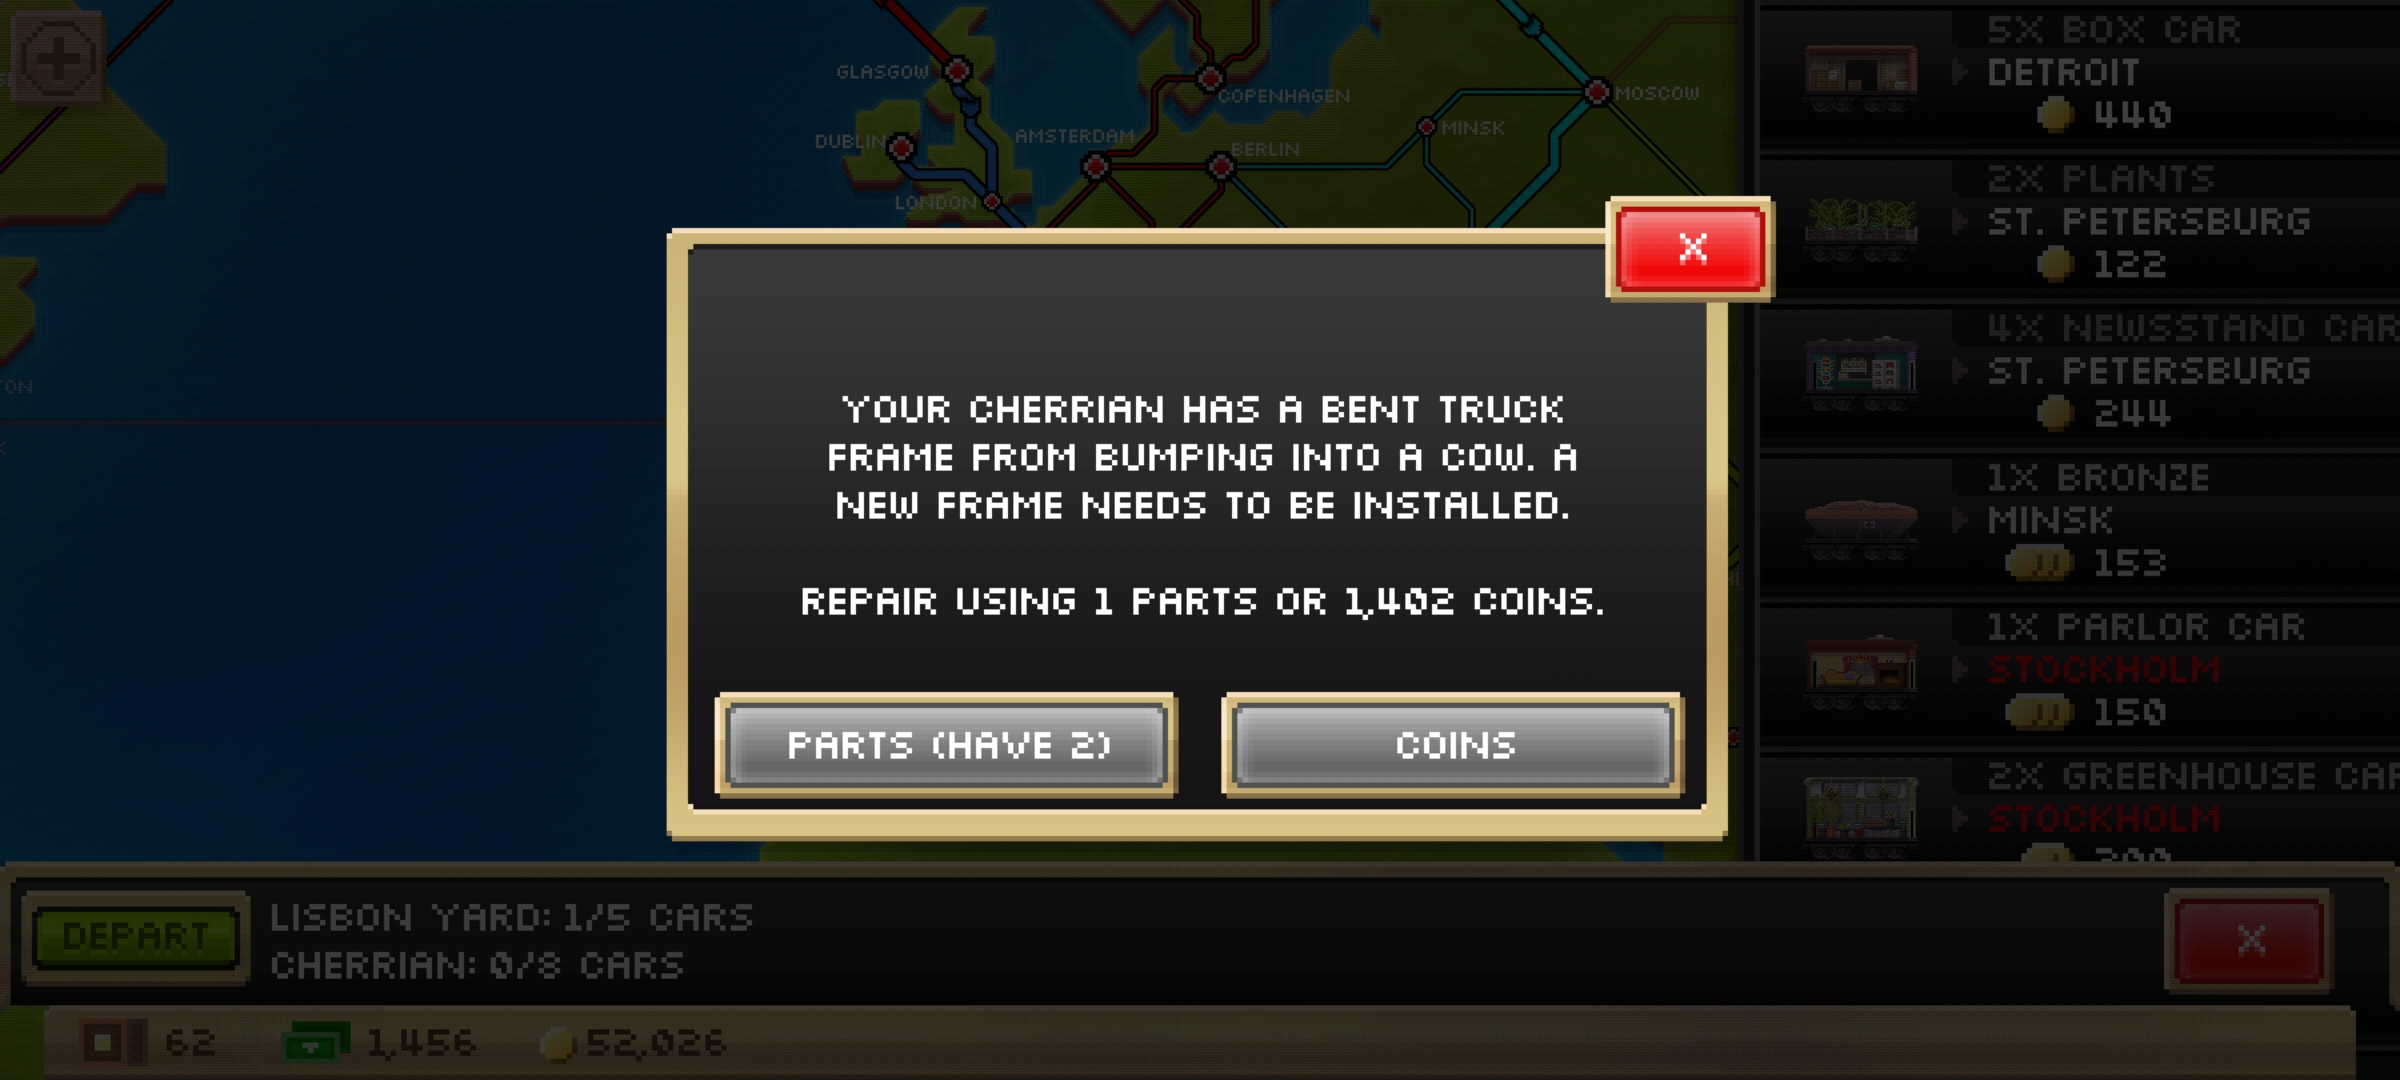 GLASGOW
COPENHAGEN
MOSCOW
DUBLIN
AMSTERDAM
MINSK
BERLIN
LONDON
5X BOX CAR
DETROIT
440
2X PLANTS
ST. PETERSBURG
122
4X NEWSSTAND CAR
ST. PETERSBURG
244
1X BRONZE
MINSK
153
1X PARLOR CAR
STOCKHOLM
150
2X GREENHOUSE CAR
STOCKHOLM
X
YOUR CHERRIAN HAS A BENT TRUCK
FRAME FROM BUMPING INTO A COW. A
NEW FRAME NEEDS TO BE INSTALLED.
REPAIR USING 1 PARTS OR 1,402 COINS.
PARTS (HAVE 2)
COINS
DEPART
LISBON YARD: 1/5 CARS
CHERRIAN: 0/8 CARS
X
62
1,456
52,026